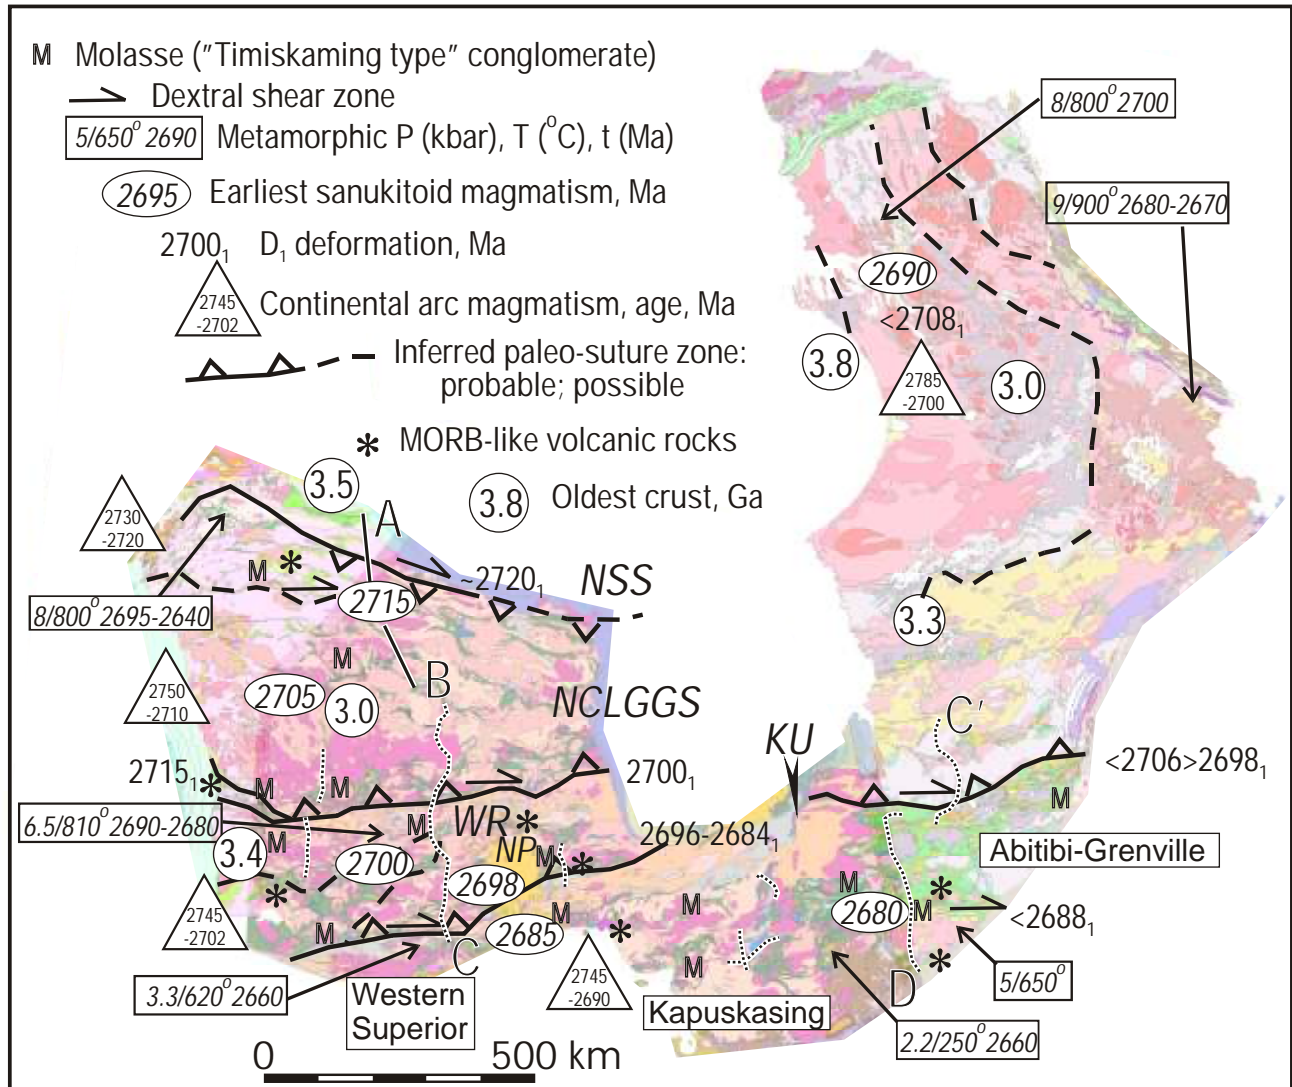 M Molasse ("Timiskaming type" conglomerate)
Dextral shear zone
5/650° 2690 Metamorphic P (kbar), T (°C), t (Ma)
2695 Earliest sanukitoid magmatism, Ma
2700₁ D₁ deformation, Ma
2745
-2702
Continental arc magmatism, age, Ma
Inferred paleo-suture zone:
probable; possible
* MORB-like volcanic rocks
3.8 Oldest crust, Ga
8/800° 2700
9/900° 2680-2670
2690
<2708₁
3.8
2785
-2700
3.0
3.3
3.5
A
2730
-2720
M *
~2720₁
NSS
2715
8/800° 2695-2640
M
B
2750
-2710
2705
3.0
NCLGGS
KU
C'
2715₁
*
M
M
2700₁
<2706>2698₁
M
6.5/810° 2690-2680
M
M
WR *
NP
M *
2696-2684₁
3.4
2700
2698
Abitibi-Grenville
*
M
M
2680
M *
<2688₁
2745
-2702
M
2685
M
*
M
C
D *
3.3/620° 2660
Western
Superior
2745
-2690
Kapuskasing
5/650°
2.2/250° 2660
0 500 km